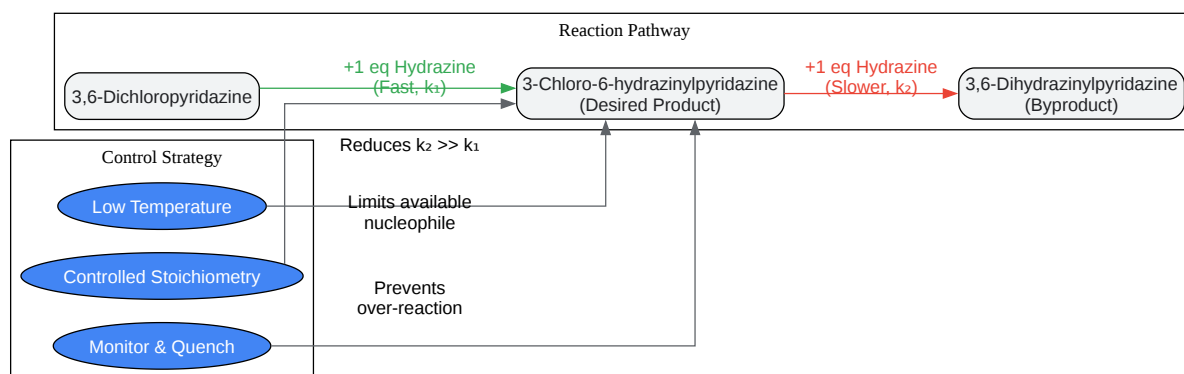 Reaction Pathway
3,6-Dichloropyridazine
+1 eq Hydrazine
(Fast, k₁)
3-Chloro-6-hydrazinylpyridazine
(Desired Product)
+1 eq Hydrazine
(Slower, k₂)
3,6-Dihydrazinylpyridazine
(Byproduct)
Control Strategy
Reduces k₂ >> k₁
Low Temperature
Limits available
nucleophile
Controlled Stoichiometry
Prevents
over-reaction
Monitor & Quench